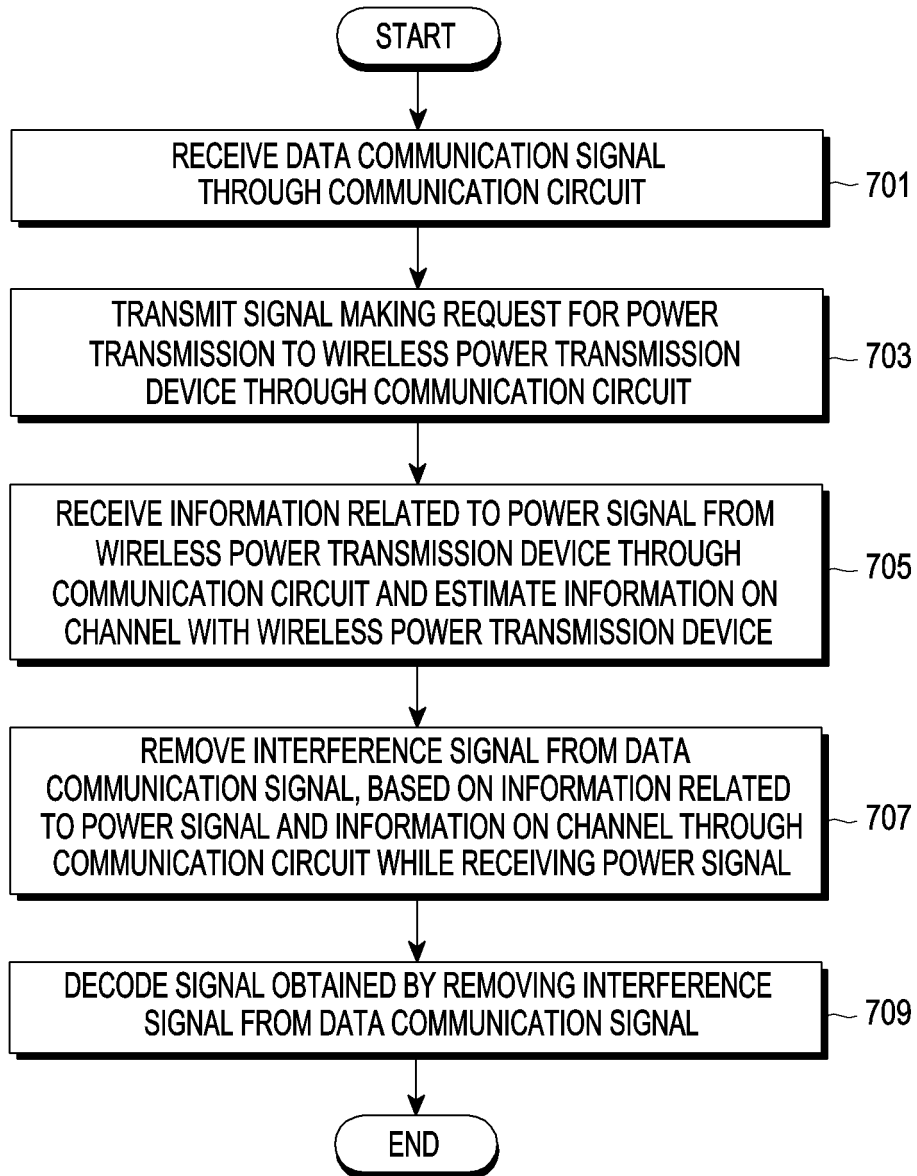 START
RECEIVE DATA COMMUNICATION SIGNAL
THROUGH COMMUNICATION CIRCUIT
701
TRANSMIT SIGNAL MAKING REQUEST FOR POWER
TRANSMISSION TO WIRELESS POWER TRANSMISSION
DEVICE THROUGH COMMUNICATION CIRCUIT
703
RECEIVE INFORMATION RELATED TO POWER SIGNAL FROM
WIRELESS POWER TRANSMISSION DEVICE THROUGH
COMMUNICATION CIRCUIT AND ESTIMATE INFORMATION ON
CHANNEL WITH WIRELESS POWER TRANSMISSION DEVICE
705
REMOVE INTERFERENCE SIGNAL FROM DATA
COMMUNICATION SIGNAL, BASED ON INFORMATION RELATED
TO POWER SIGNAL AND INFORMATION ON CHANNEL THROUGH
COMMUNICATION CIRCUIT WHILE RECEIVING POWER SIGNAL
707
DECODE SIGNAL OBTAINED BY REMOVING INTERFERENCE
SIGNAL FROM DATA COMMUNICATION SIGNAL
709
END